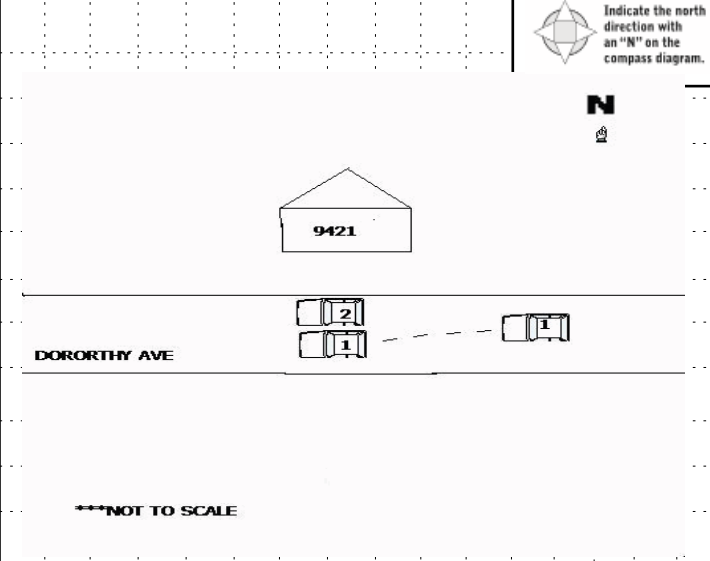 Indicate the north
direction with
an "N" on the
compass diagram.
N
9421
2
1
1
DORORTHY AVE
***NOT TO SCALE